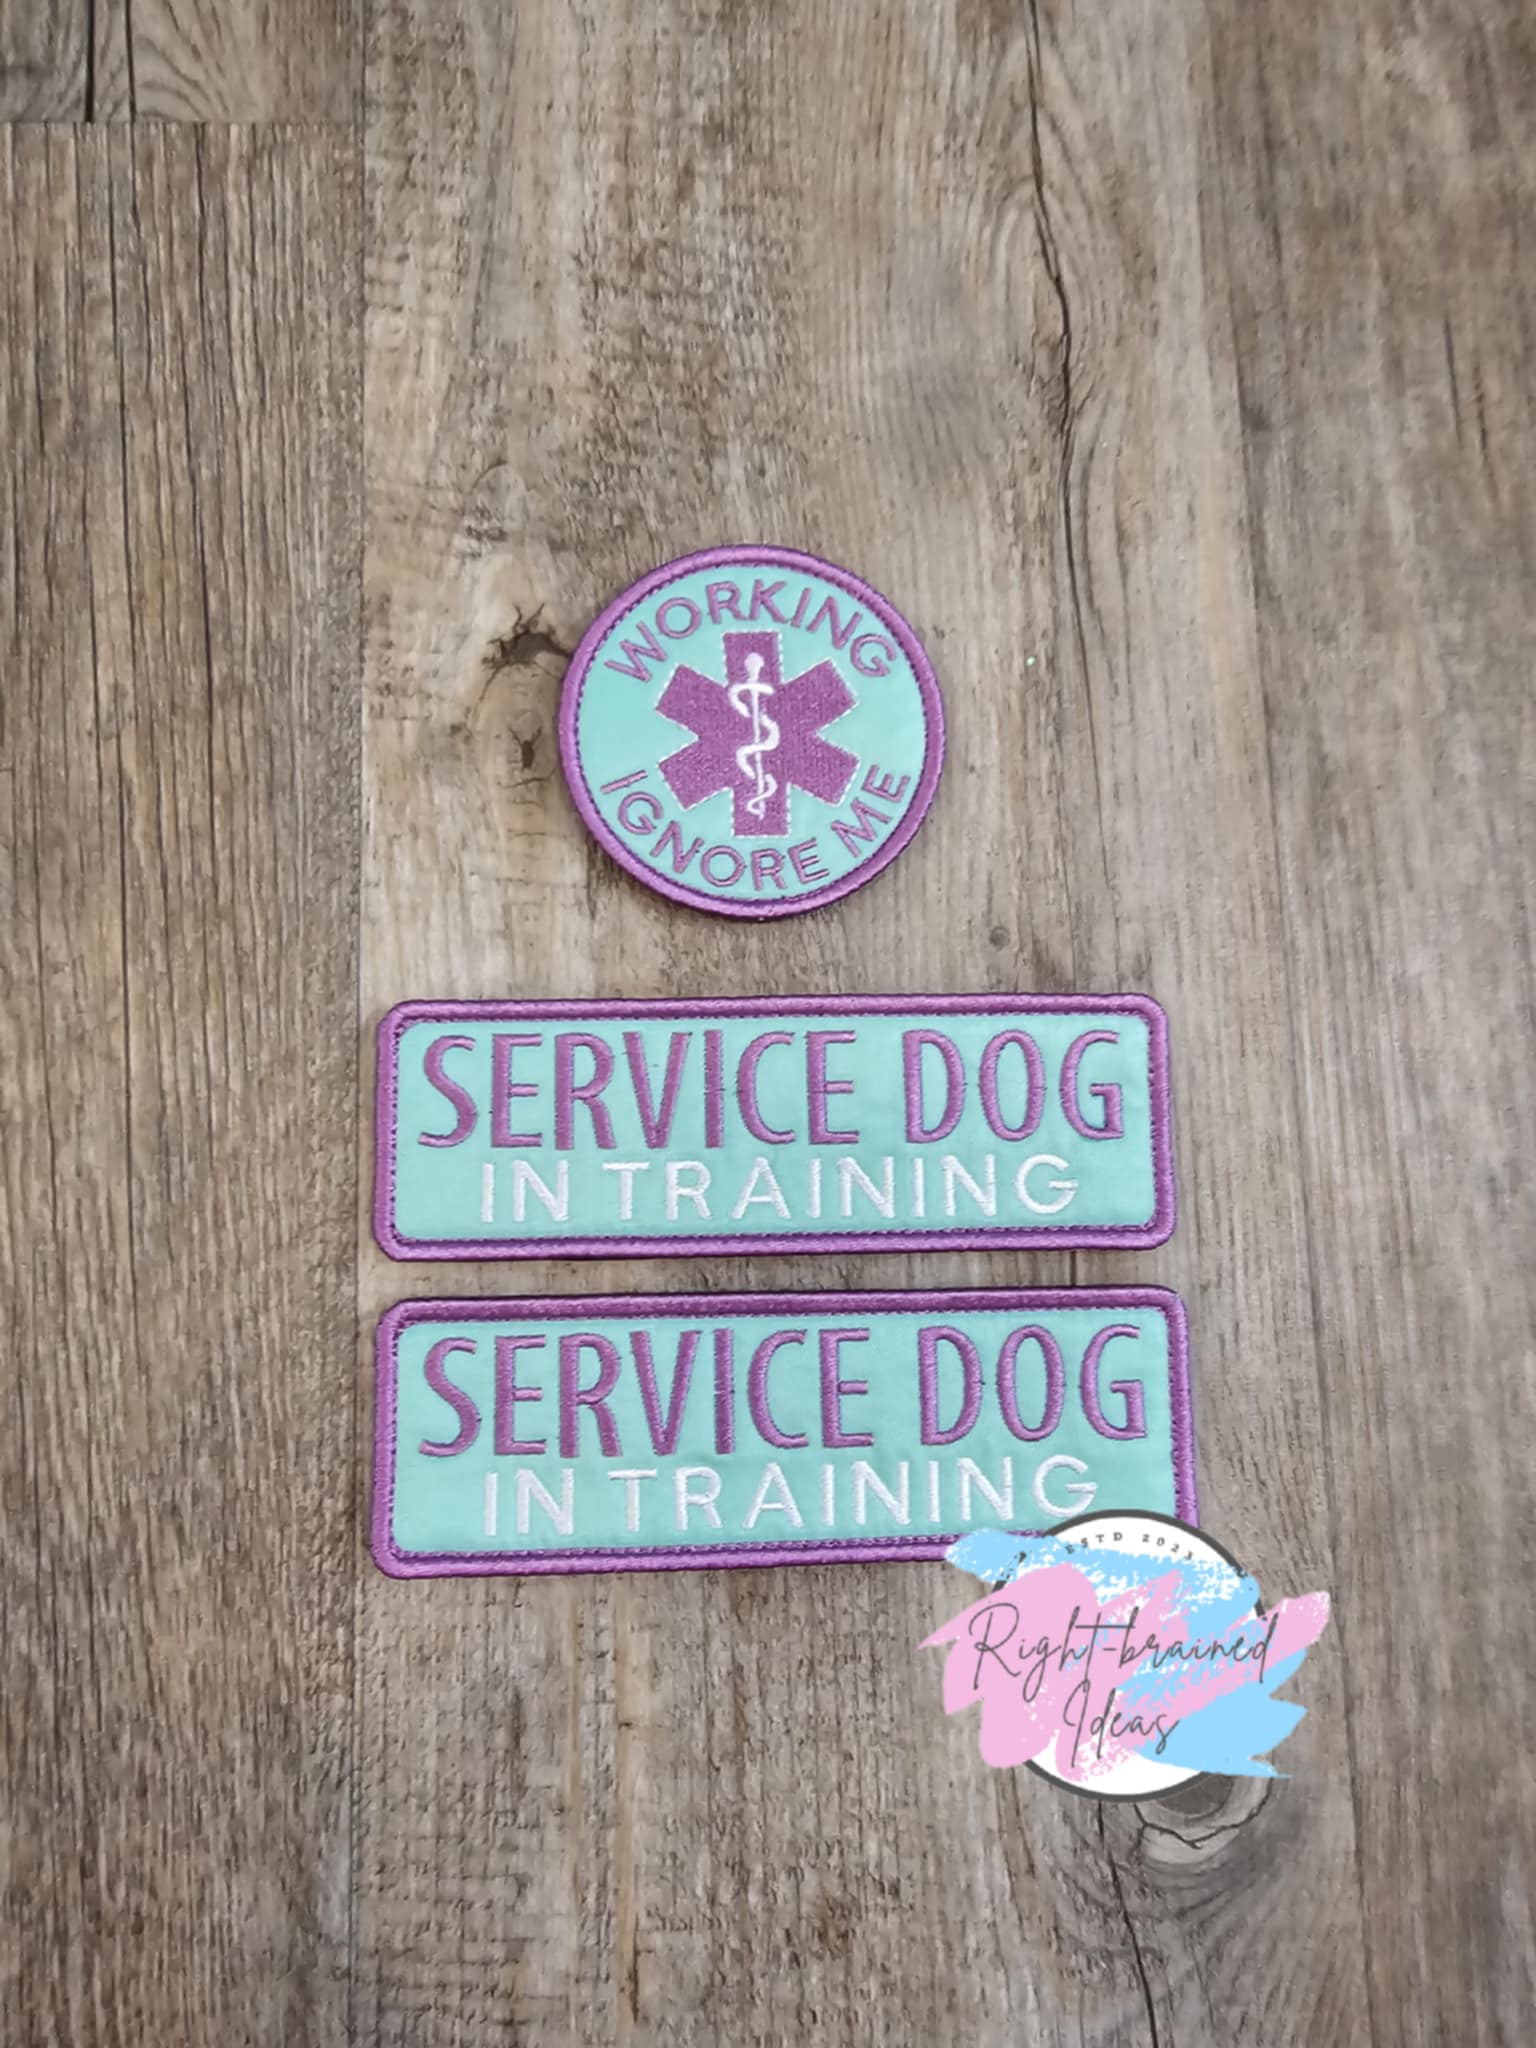 WORKING
IGNORE ME
SERVICE DOG
IN TRAINING
SERVICE DOG
IN TRAINING
ESTD 2023
Right-brained
Ideas